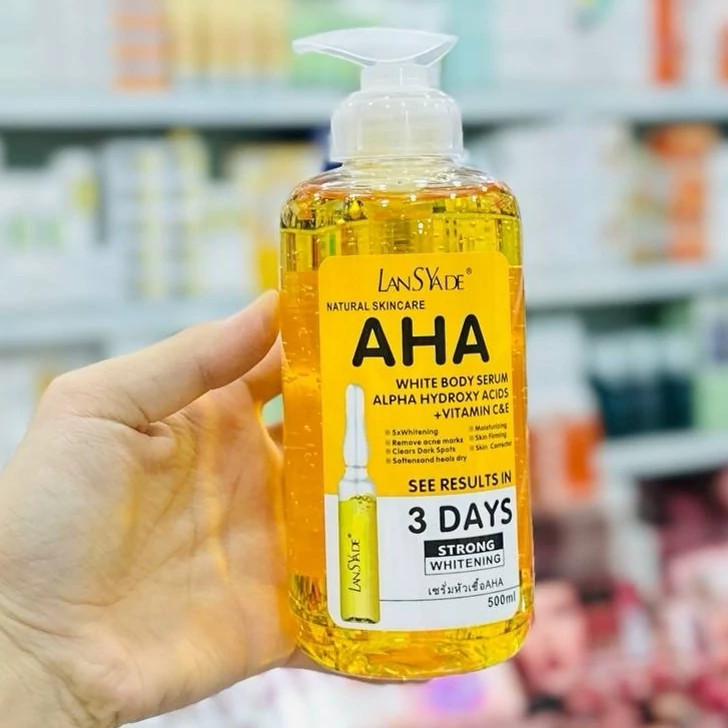 LANSYADE®
NATURAL SKINCARE
AHA
WHITE BODY SERUM
ALPHA HYDROXY ACIDS
+VITAMIN C&E
5xWhitening
Remove acne marks
Clears Dark Spots
Softensond heals dry
Moisturizing
Skin Firming
Skin Corrector
SEE RESULTS IN
3 DAYS
STRONG
WHITENING
เซรั่มหัวเชื้อAHA
500ml
LANSYADE®